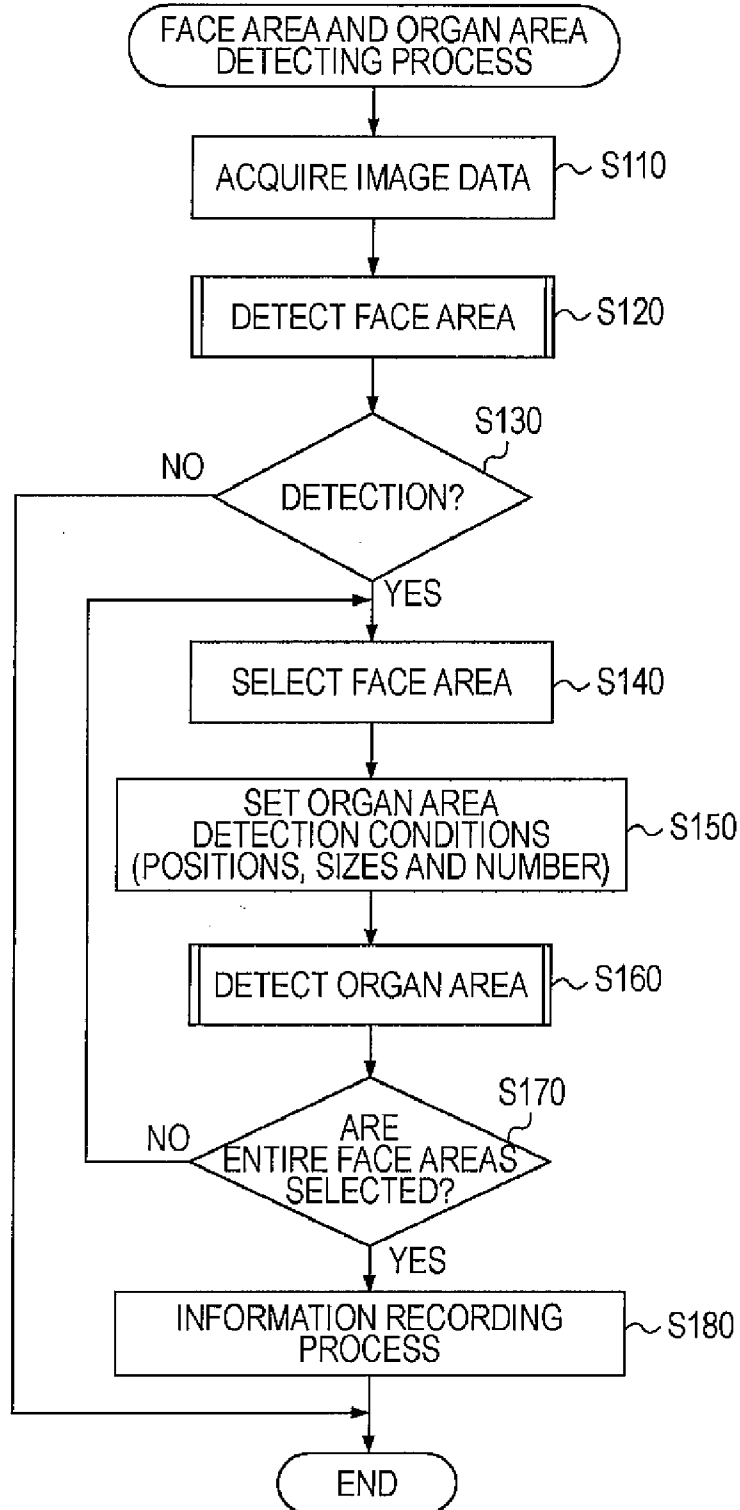 FACE AREA AND ORGAN AREA
DETECTING PROCESS
ACQUIRE IMAGE DATA
S110
DETECT FACE AREA
S120
S130
NO
DETECTION?
YES
SELECT FACE AREA
S140
SET ORGAN AREA
DETECTION CONDITIONS
(POSITIONS, SIZES AND NUMBER)
S150
DETECT ORGAN AREA
S160
S170
NO
ARE
ENTIRE FACE AREAS
SELECTED?
YES
INFORMATION RECORDING
PROCESS
S180
END